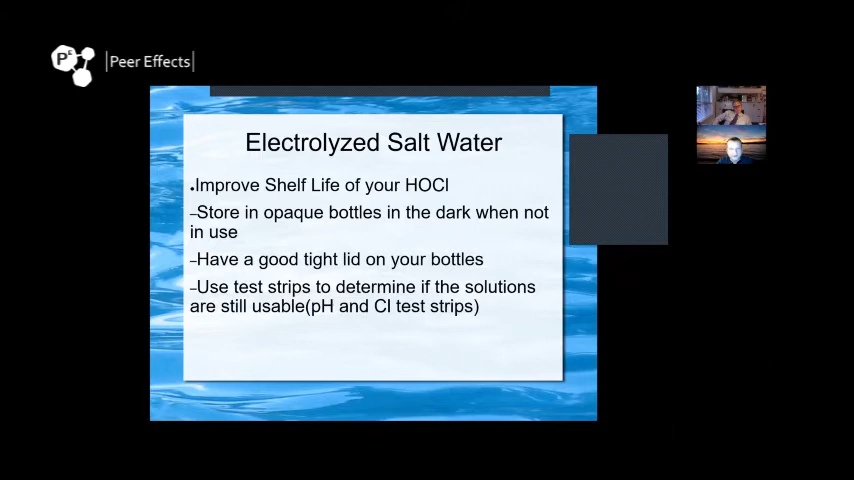 PE
|Peer Effects|
Electrolyzed Salt Water
•Improve Shelf Life of your HOCl
–Store in opaque bottles in the dark when not
in use
–Have a good tight lid on your bottles
–Use test strips to determine if the solutions
are still usable(pH and Cl test strips)